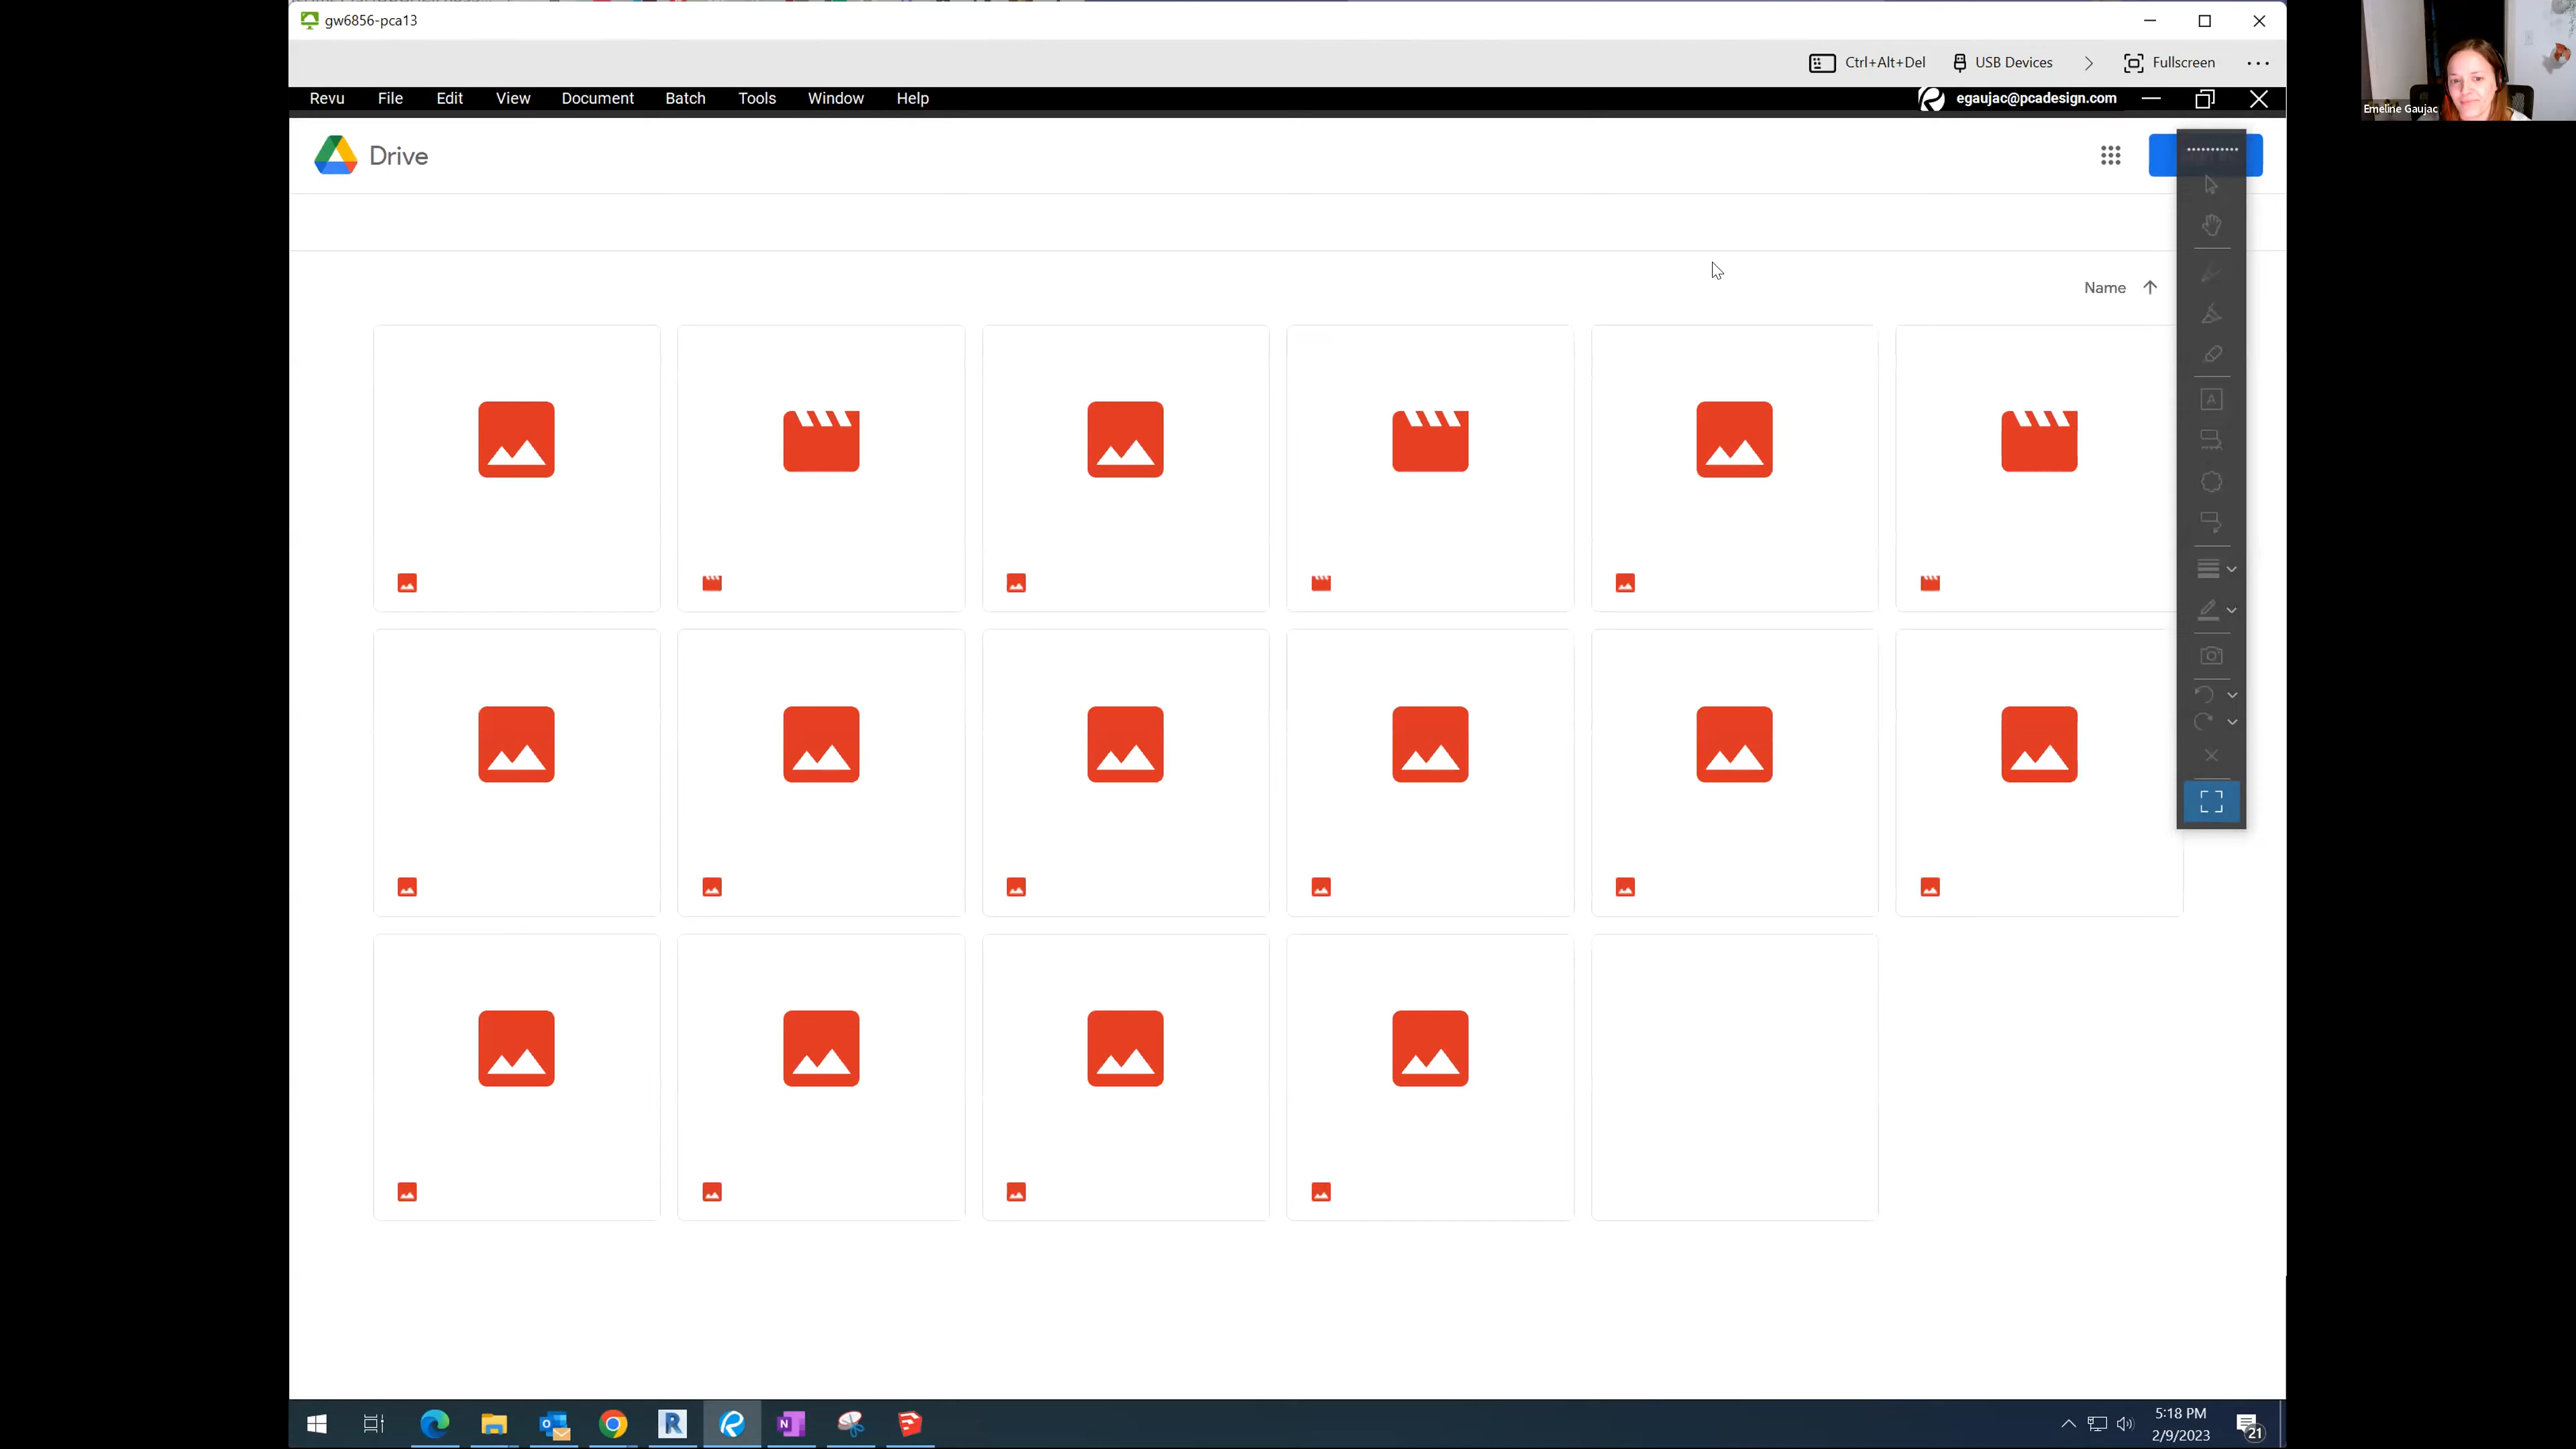 gw6856-pca13
Ctrl+Alt+Del USB Devices Fullscreen
Revu File Edit View Document Batch Tools Window Help egaujac@pcadesign.com
Emeline Gaujac
Drive
Name
5:18 PM
2/9/2023
21